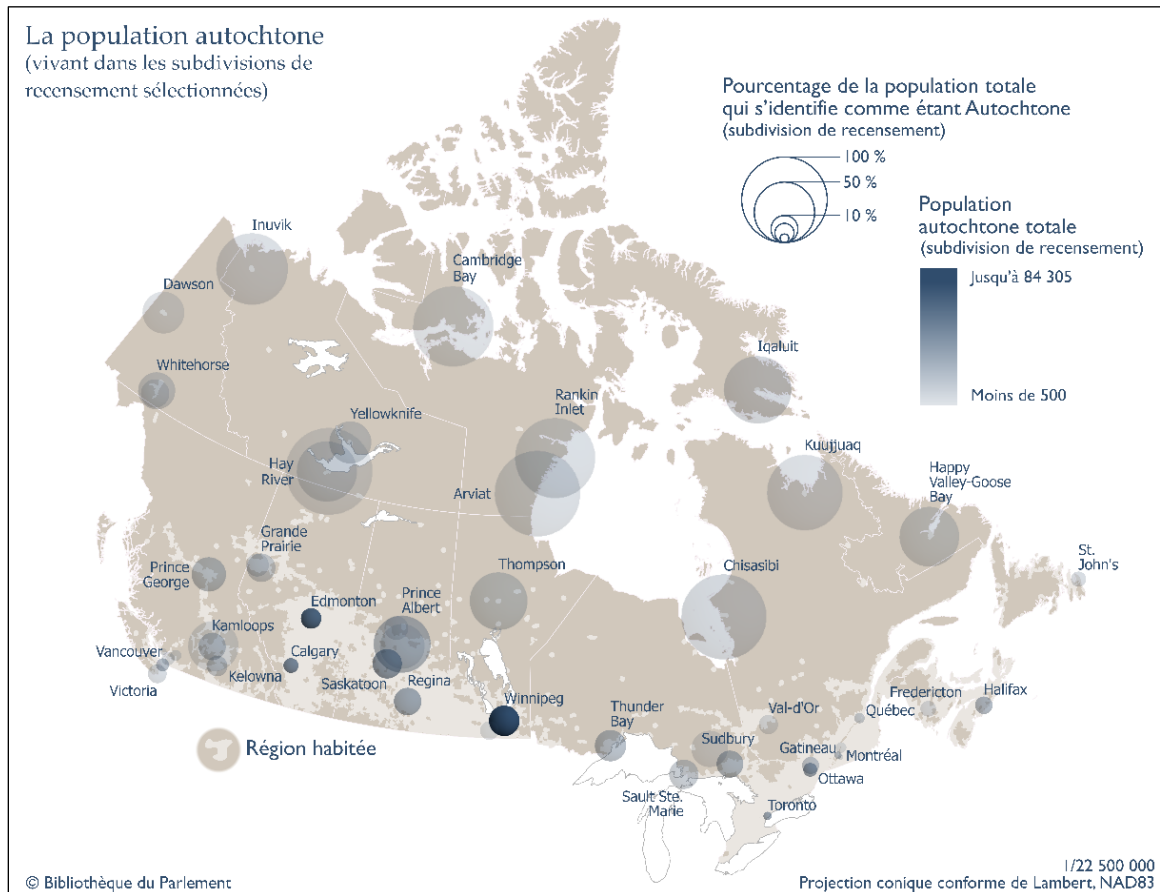 La population autochtone
(vivant dans les subdivisions de
recensement sélectionnées)
Pourcentage de la population totale
qui s'identifie comme étant Autochtone
(subdivision de recensement)
100 %
50 %
10 %
Population
autochtone totale
(subdivision de recensement)
Jusqu'à 84 305
Moins de 500
Inuvik
Dawson
Cambridge
Bay
Whitehorse
Iqaluit
Rankin
Inlet
Yellowknife
Hay
River
Arviat
Kuujjuaq
Happy
Valley-Goose
Bay
Grande
Prairie
Prince
George
Thompson
Chisasibi
St.
John's
Edmonton
Prince
Albert
Kamloops
Vancouver
Calgary
Kelowna
Victoria
Saskatoon
Regina
Winnipeg
Thunder
Bay
Val-d'Or
Fredericton
Halifax
Québec
Sudbury
Gatineau
Montréal
Ottawa
Sault Ste.
Marie
Toronto
Région habitée
© Bibliothèque du Parlement
1/22 500 000
Projection conique conforme de Lambert, NAD83